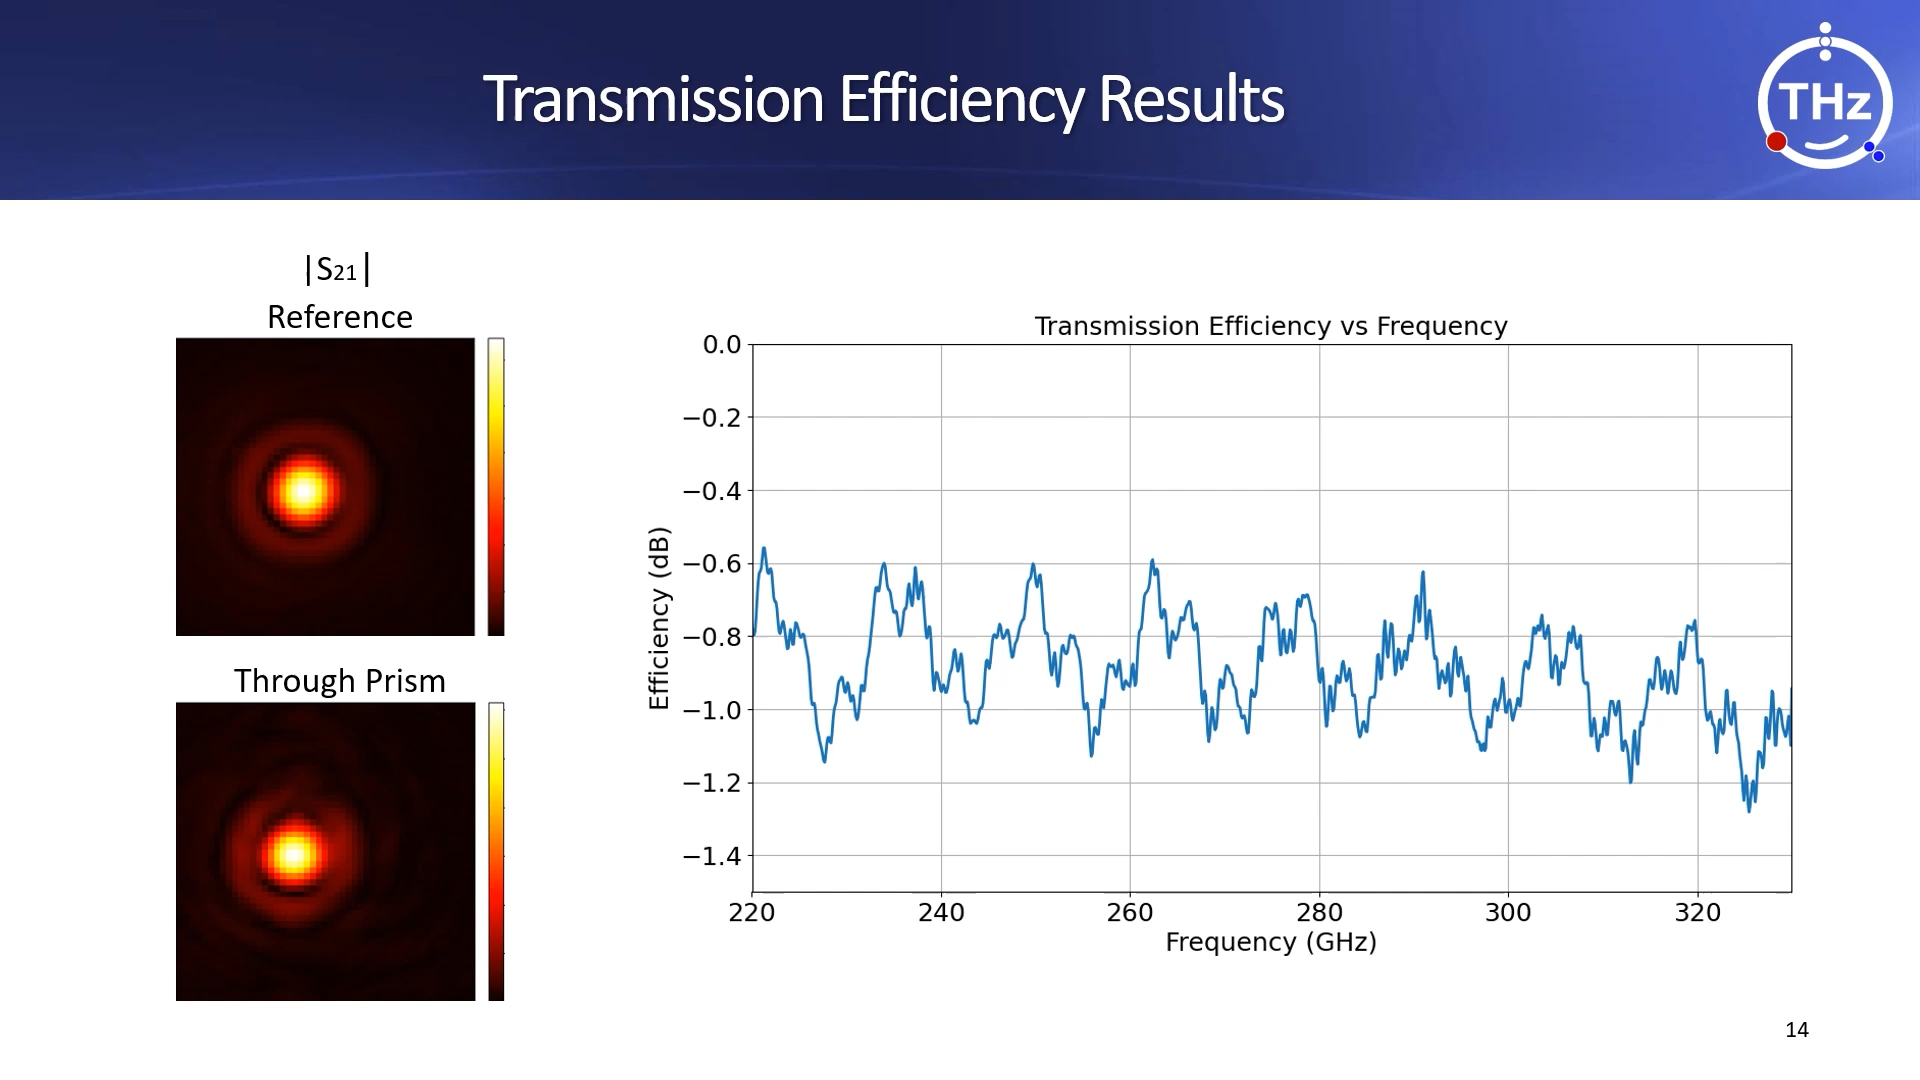 Transmission Efficiency Results
THz
|S21|
Reference
Through Prism
Transmission Efficiency vs Frequency
0.0
−0.2
−0.4
−0.6
−0.8
−1.0
−1.2
−1.4
Efficiency (dB)
220 240 260 280 300 320
Frequency (GHz)
14